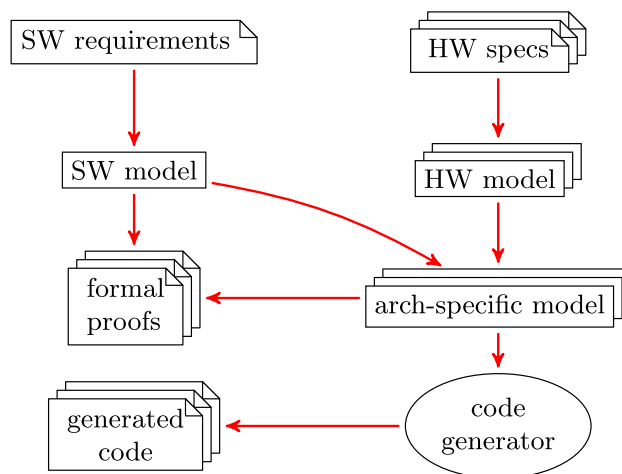 SW requirements
HW specs
SW model
HW model
formal
proofs
arch-specific model
generated
code
code
generator